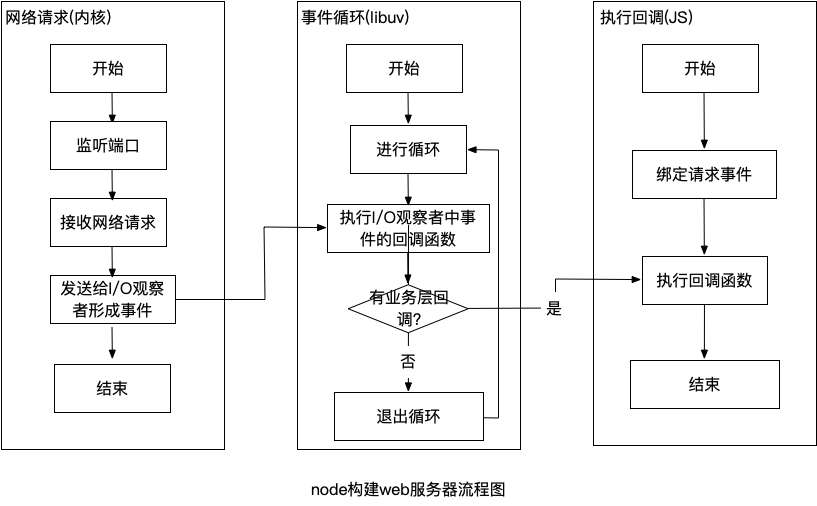 网络请求(内核)
开始
监听端口
接收网络请求
发送给I/O观察
者形成事件
结束
事件循环(libuv)
开始
进行循环
执行I/O观察者中事
件的回调函数
有业务层回
调?
是
否
退出循环
执行回调(JS)
开始
绑定请求事件
执行回调函数
结束
node构建web服务器流程图